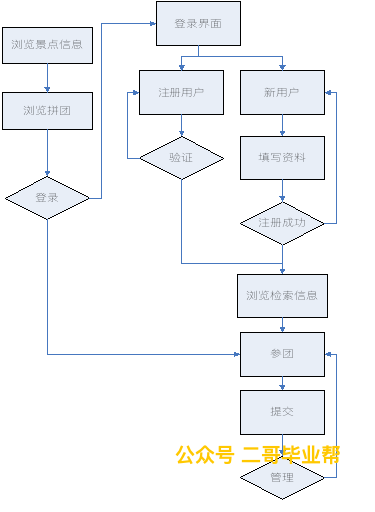 登录界面
浏览景点信息
注册用户
新用户
浏览拼团
验证
填写资料
登录
注册成功
浏览检索信息
参团
提交
公众号 二哥毕业帮
管理